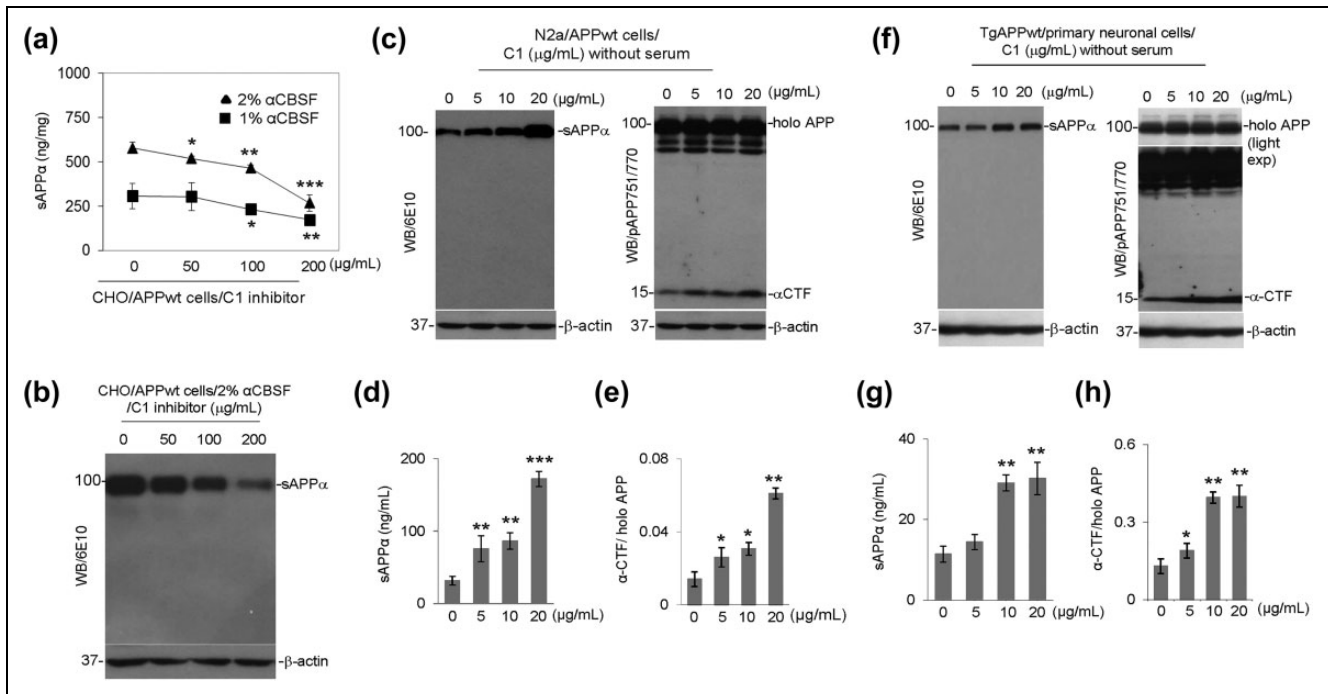 (a)
1000
750
500
250
0
sAPPα (ng/mg)
▲ 2% αCBSF
■ 1% αCBSF
* ** ***
* **
0 50 100 200 (μg/mL)
CHO/APPwt cells/C1 inhibitor
(b)
CHO/APPwt cells/2% αCBSF
/C1 inhibitor (μg/mL)
0 50 100 200
100
-sAPPα
WB/6E10
37-
-β-actin
(c)
N2a/APPwt cells/
C1 (μg/mL) without serum
0 5 10 20 (μg/mL)
100-
-sAPPα
WB/6E10
37-
-β-actin
0 5 10 20 (μg/mL)
100-
-holo APP
WB/pAPP751/770
15-
-αCTF
37-
-β-actin
(d)
200
100
0
sAPPα (ng/mL)
** ** ***
0 5 10 20 (μg/mL)
(e)
0.08
0.04
0
α-CTF/ holo APP
* * **
0 5 10 20 (μg/mL)
(f)
TgAPPwt/primary neuronal cells/
C1 (μg/mL) without serum
0 5 10 20 (μg/mL)
100-
-sAPPα
WB/6E10
37-
-β-actin
0 5 10 20 (μg/mL)
100-
-holo APP
(light
exp)
WB/pAPP751/770
15-
-α-CTF
37-
-β-actin
(g)
40
20
0
sAPPα (ng/mL)
** **
0 5 10 20 (μg/mL)
(h)
0.6
0.3
0
α-CTF/holo APP
* ** **
0 5 10 20 (μg/mL)